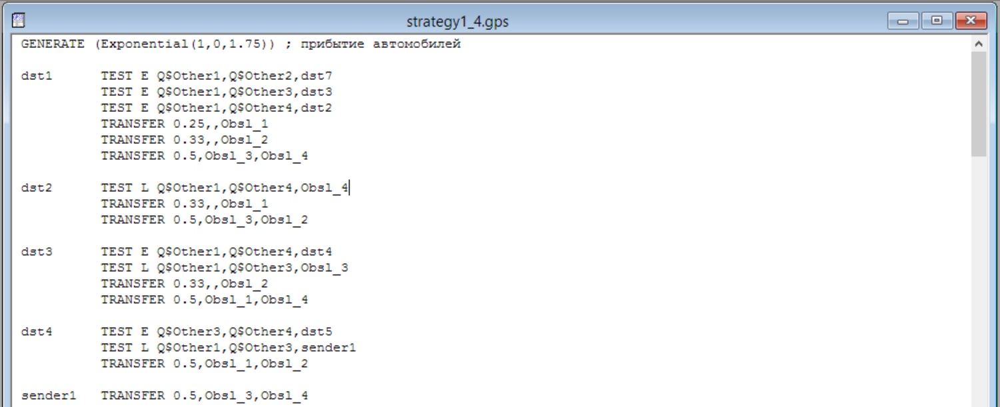 strategy1_4.gps
GENERATE (Exponential(1,0,1.75)) ; прибытие автомобилей
dst1 TEST E Q$Other1,Q$Other2,dst7
TEST E Q$Other1,Q$Other3,dst3
TEST E Q$Other1,Q$Other4,dst2
TRANSFER 0.25,,Obsl_1
TRANSFER 0.33,,Obsl_2
TRANSFER 0.5,Obsl_3,Obsl_4
dst2 TEST L Q$Other1,Q$Other4,Obsl_4
TRANSFER 0.33,,Obsl_1
TRANSFER 0.5,Obsl_3,Obsl_2
dst3 TEST E Q$Other1,Q$Other4,dst4
TEST L Q$Other1,Q$Other3,Obsl_3
TRANSFER 0.33,,Obsl_2
TRANSFER 0.5,Obsl_1,Obsl_4
dst4 TEST E Q$Other3,Q$Other4,dst5
TEST L Q$Other1,Q$Other3,sender1
TRANSFER 0.5,Obsl_1,Obsl_2
sender1 TRANSFER 0.5,Obsl_3,Obsl_4